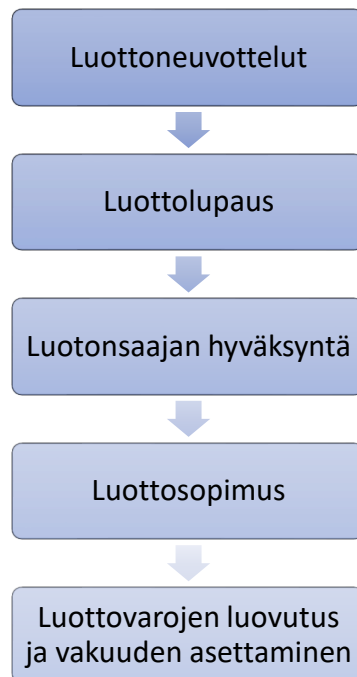 Luottoneuvottelut
Luottolupaus
Luotonsaajan hyväksyntä
Luottosopimus
Luottovarojen luovutus
ja vakuuden asettaminen